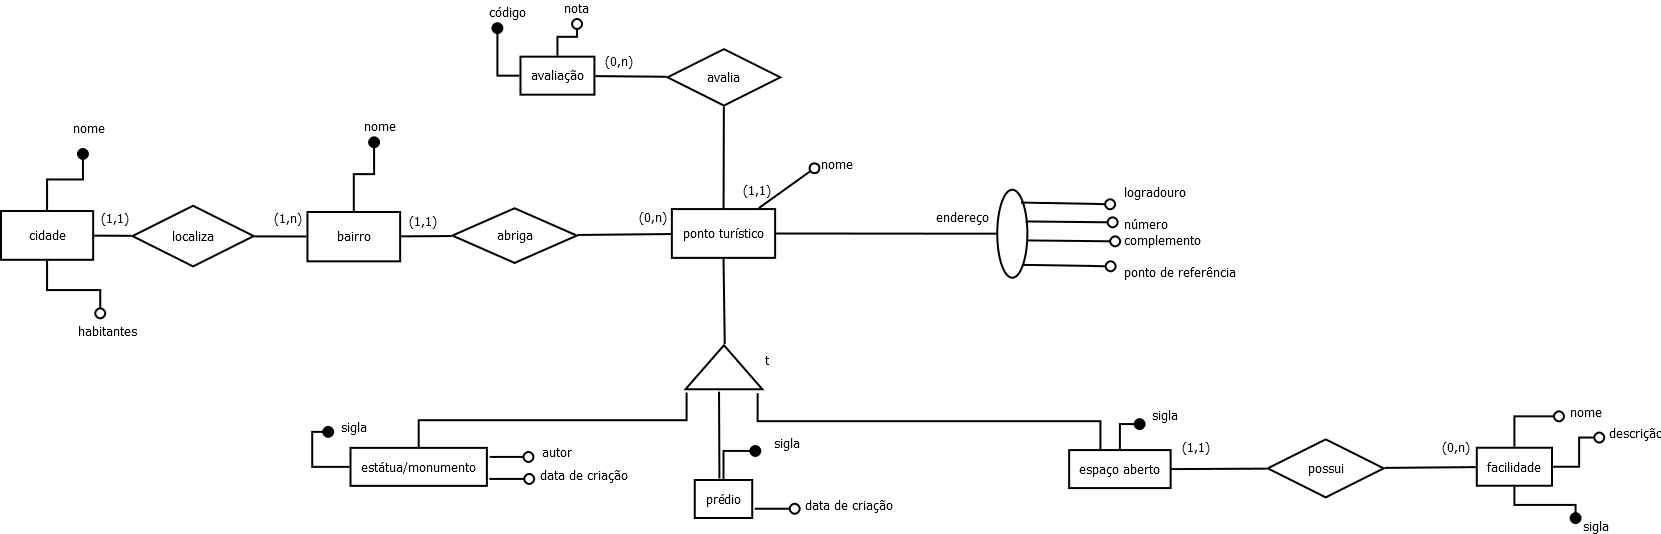 código
nota
avaliação
(0,n)
avalia
nome
cidade
habitantes
(1,1)
localiza
(1,n)
nome
bairro
(1,1)
abriga
(0,n)
ponto turístico
(1,1)
nome
endereço
logradouro
número
complemento
ponto de referência
t
sigla
estátua/monumento
autor
data de criação
sigla
prédio
data de criação
sigla
espaço aberto
(1,1)
possui
(0,n)
facilidade
nome
descrição
sigla